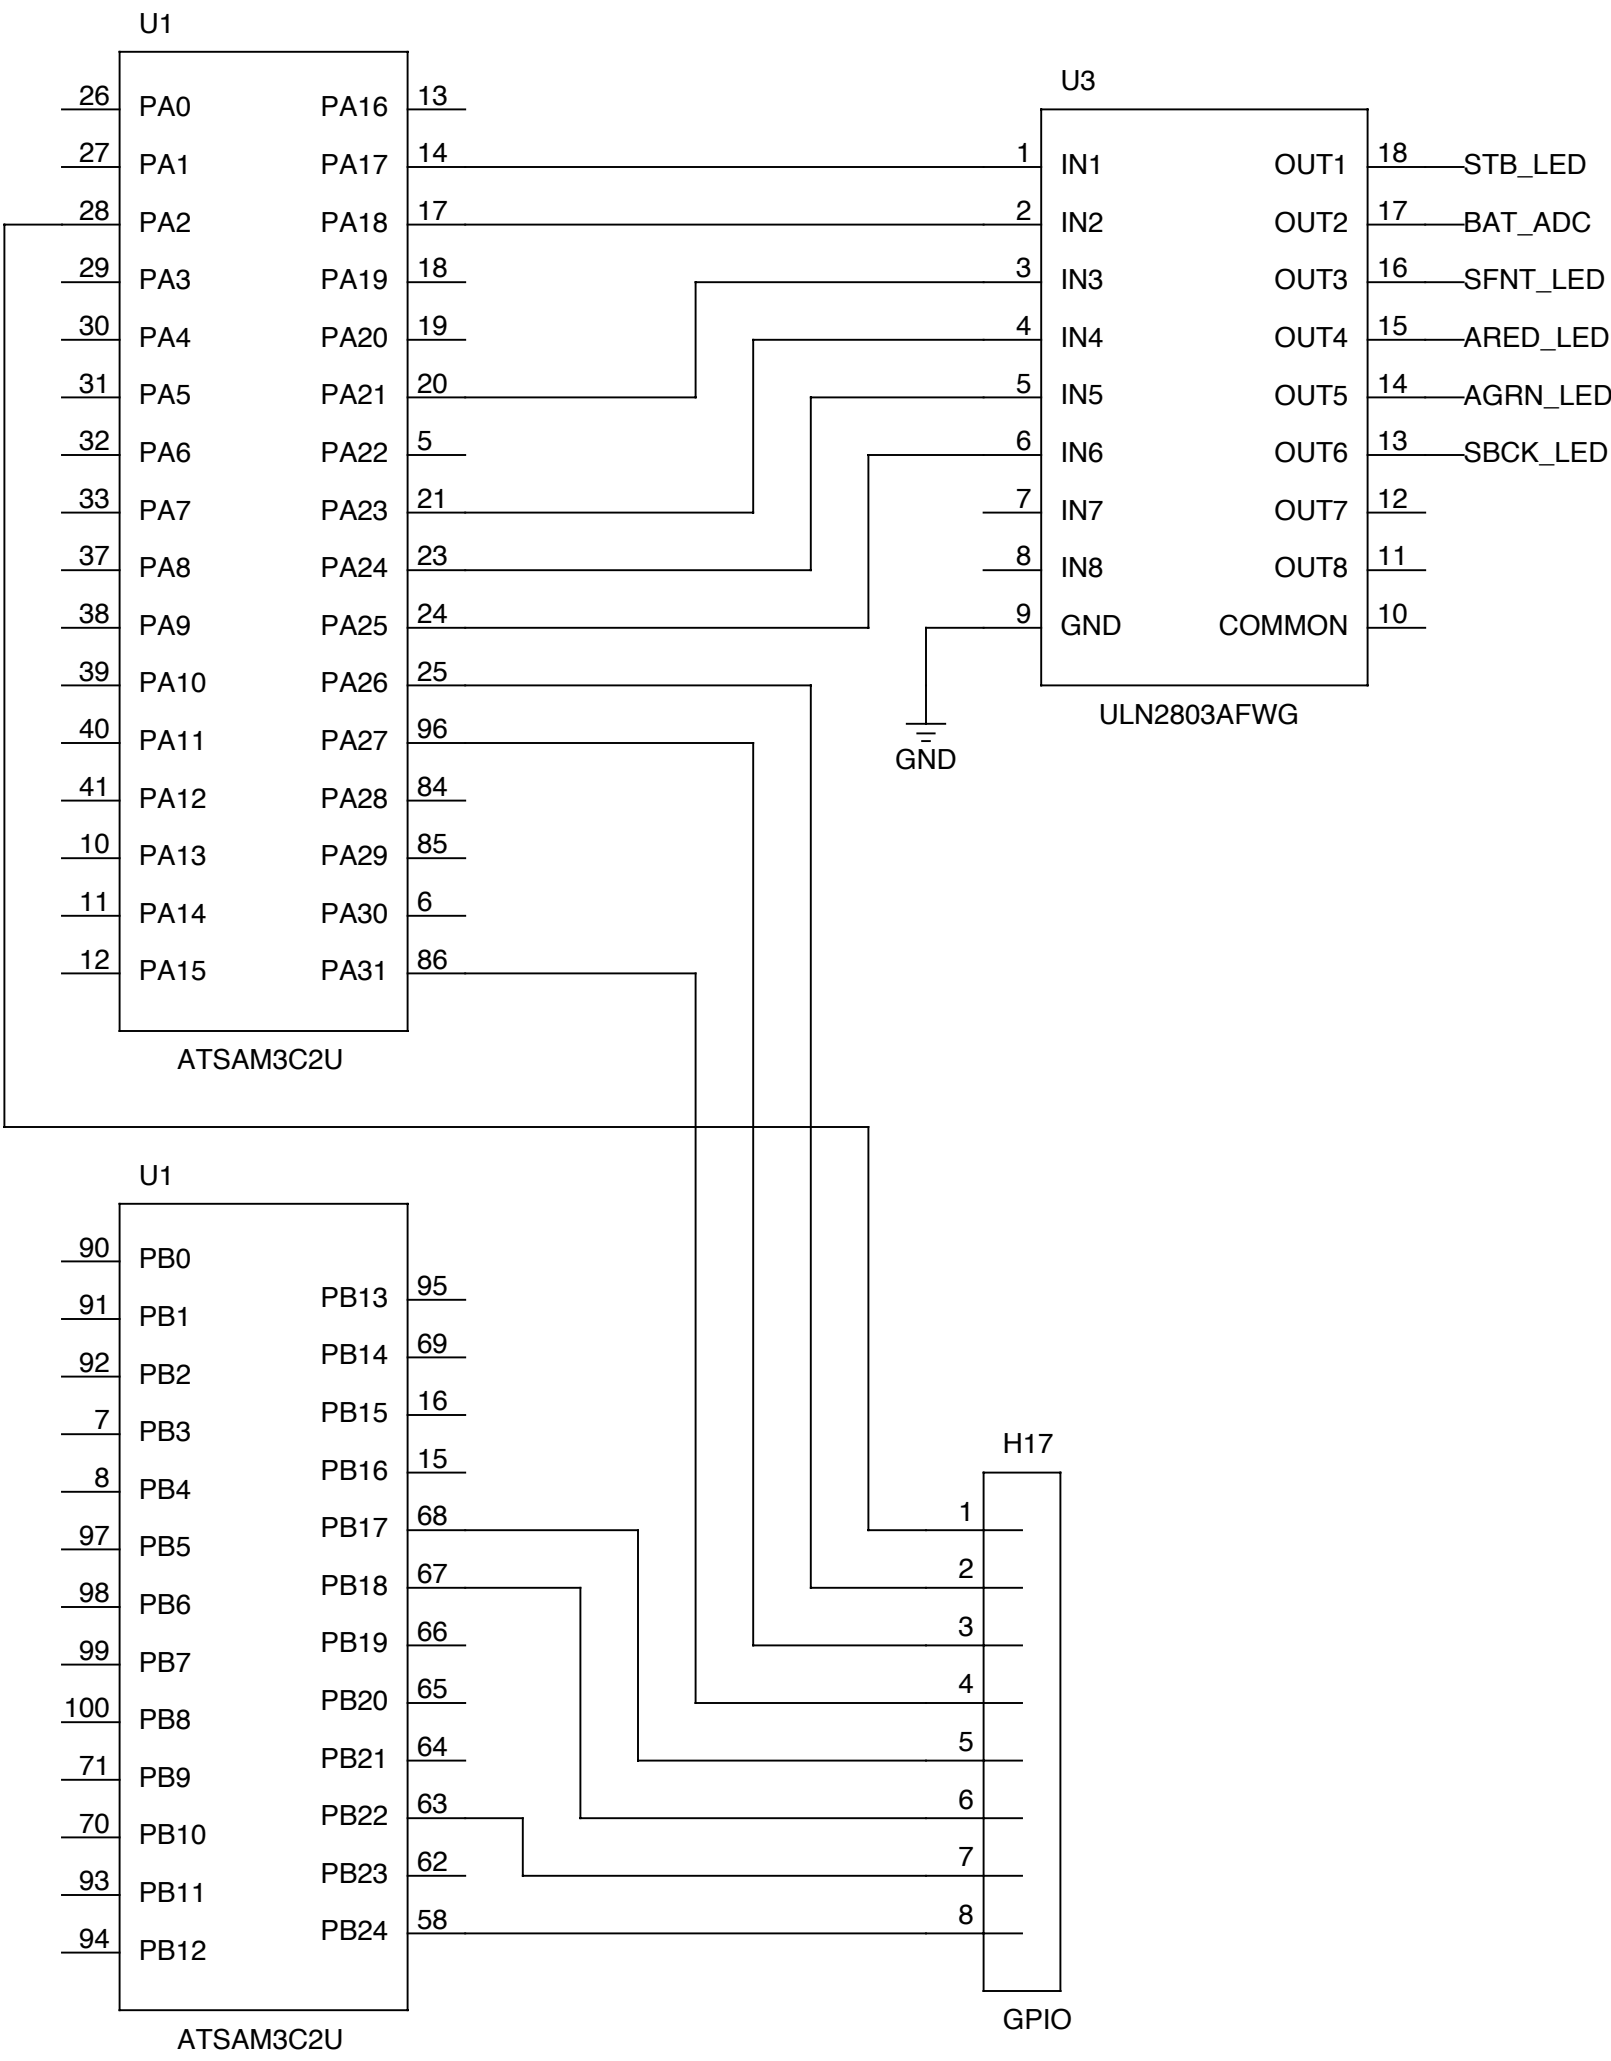 U1
26 PA0 PA16 13
27 PA1 PA17 14
28 PA2 PA18 17
29 PA3 PA19 18
30 PA4 PA20 19
31 PA5 PA21 20
32 PA6 PA22 5
33 PA7 PA23 21
37 PA8 PA24 23
38 PA9 PA25 24
39 PA10 PA26 25
40 PA11 PA27 96
41 PA12 PA28 84
10 PA13 PA29 85
11 PA14 PA30 6
12 PA15 PA31 86
ATSAM3C2U
U3
1 IN1 OUT1 18 STB_LED
2 IN2 OUT2 17 BAT_ADC
3 IN3 OUT3 16 SFNT_LED
4 IN4 OUT4 15 ARED_LED
5 IN5 OUT5 14 AGRN_LED
6 IN6 OUT6 13 SBCK_LED
7 IN7 OUT7 12
8 IN8 OUT8 11
9 GND COMMON 10
ULN2803AFWG
GND
U1
90 PB0
PB13 95
91 PB1
PB14 69
92 PB2
PB15 16
7 PB3
PB16 15
8 PB4
PB17 68
97 PB5
PB18 67
98 PB6
PB19 66
99 PB7
PB20 65
100 PB8
PB21 64
71 PB9
PB22 63
70 PB10
PB23 62
93 PB11
PB24 58
94 PB12
ATSAM3C2U
H17
1
2
3
4
5
6
7
8
GPIO